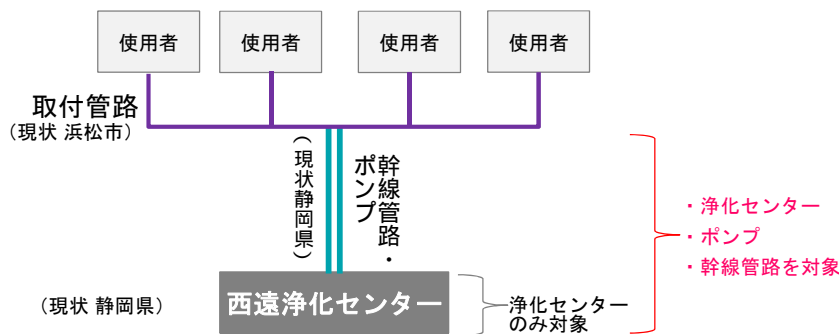 使用者
使用者
使用者
使用者
取付管路
（現状 浜松市）
（現状静岡県）
幹線管路・
ポンプ
・浄化センター
・ポンプ
・幹線管路を対象
（現状 静岡県）
西遠浄化センター
浄化センター
のみ対象